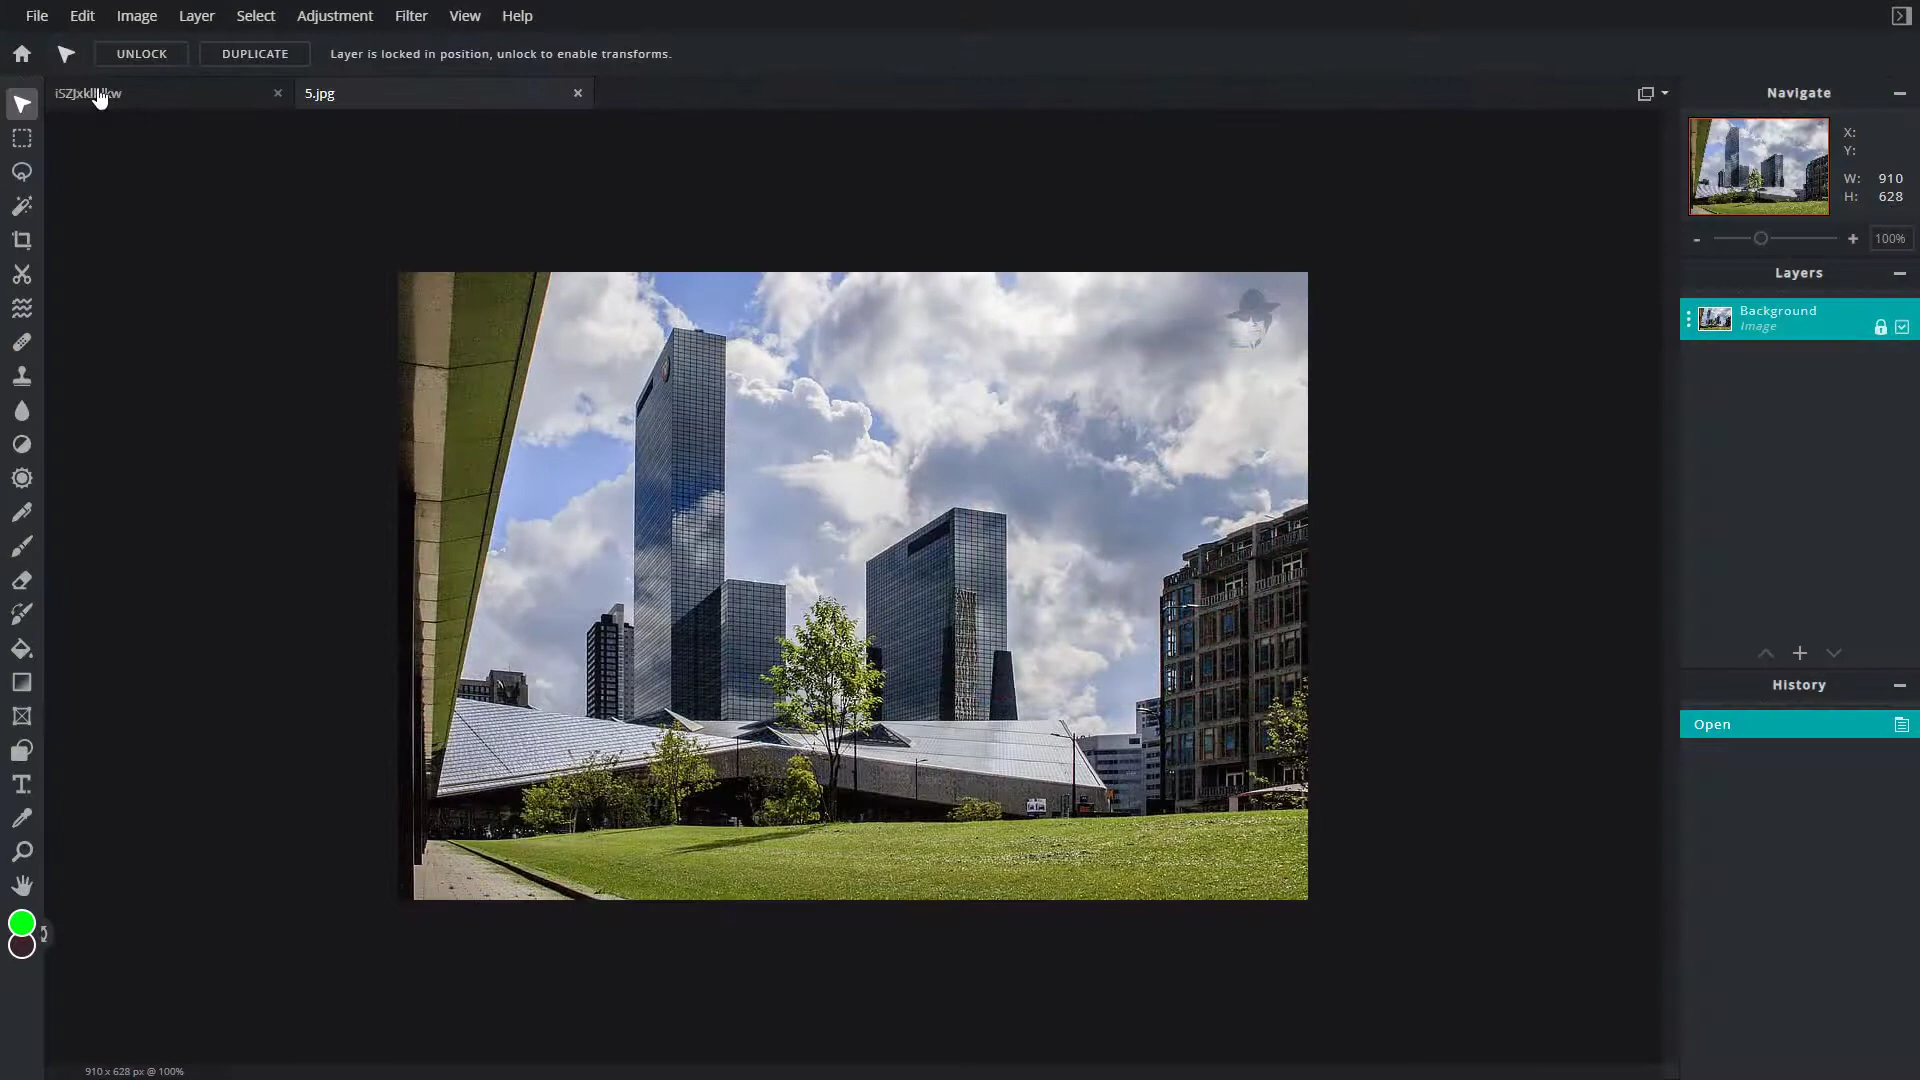 File Edit Image Layer Select Adjustment Filter View Help
UNLOCK DUPLICATE Layer is locked in position, unlock to enable transforms.
5.jpg
Navigate
X:
Y:
W: 910
H: 628
- + 100%
Layers
Background
Image
History
Open
910 x 628 px @ 100%